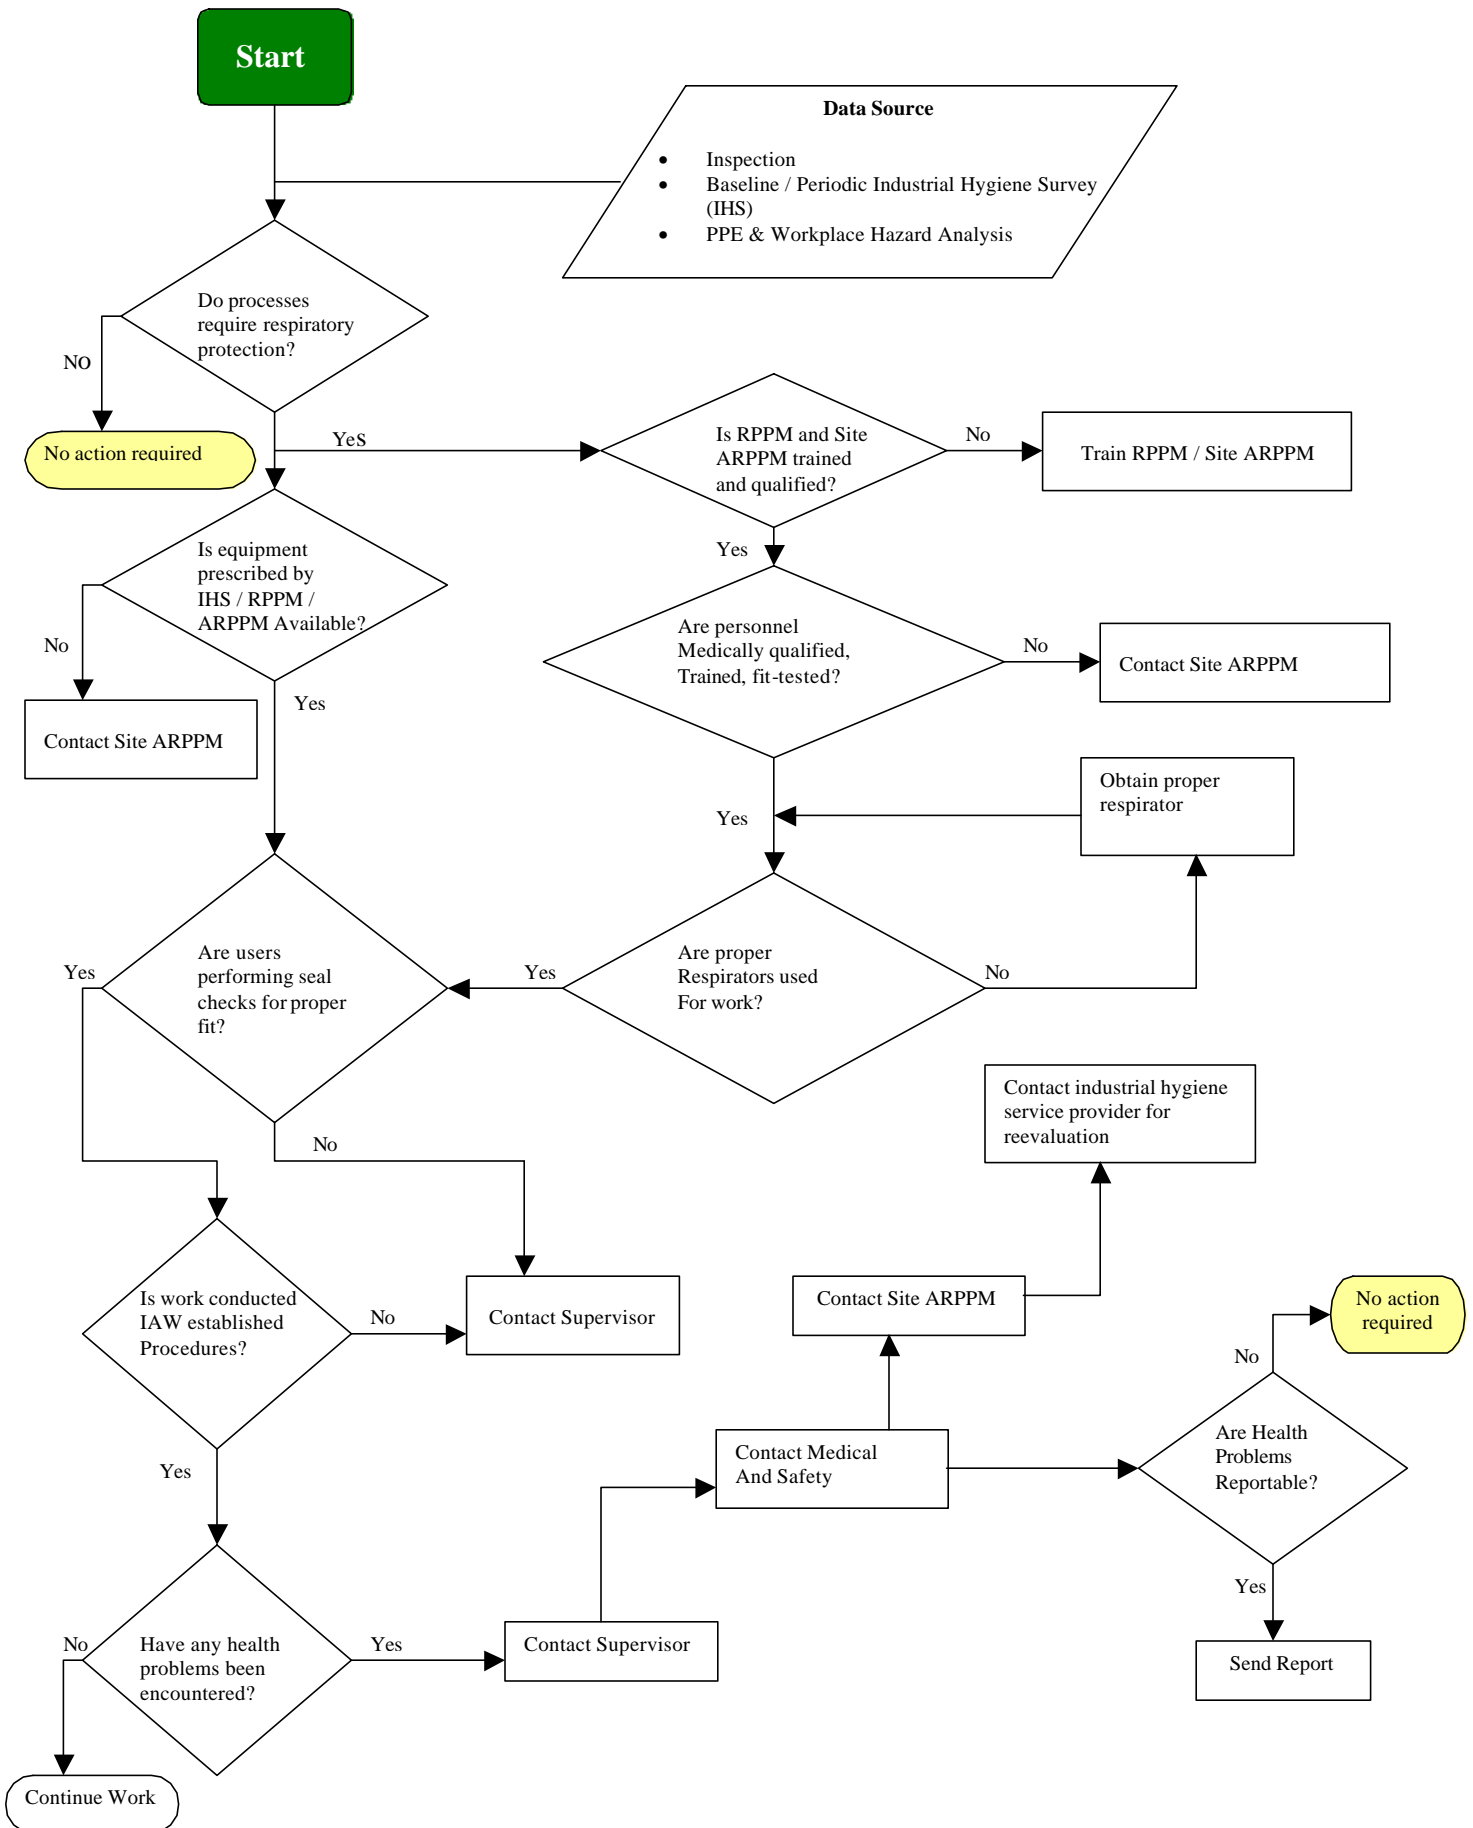 Start
Data Source
• Inspection
• Baseline / Periodic Industrial Hygiene Survey
(IHS)
• PPE & Workplace Hazard Analysis
Do processes
require respiratory
protection?
NO
No action required
YeS
Is RPPM and Site
ARPPM trained
and qualified?
No
Train RPPM / Site ARPPM
Yes
Is equipment
prescribed by
IHS / RPPM /
ARPPM Available?
No
Contact Site ARPPM
Yes
Are personnel
Medically qualified,
Trained, fit-tested?
No
Contact Site ARPPM
Yes
Obtain proper
respirator
Are proper
Respirators used
For work?
No
Yes
Are users
performing seal
checks for proper
fit?
Yes
No
Contact industrial hygiene
service provider for
reevaluation
Is work conducted
IAW established
Procedures?
No
Contact Supervisor
Contact Site ARPPM
No action
required
No
Are Health
Problems
Reportable?
Contact Medical
And Safety
Yes
Yes
Send Report
Have any health
problems been
encountered?
No
Yes
Contact Supervisor
Continue Work